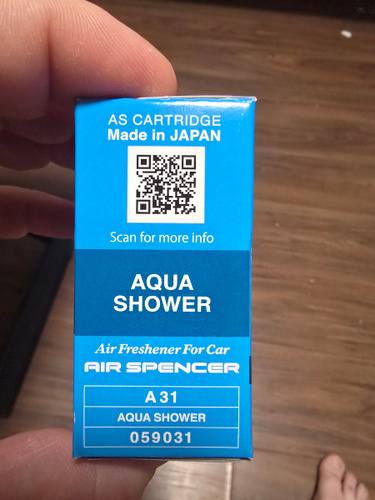 AS CARTRIDGE
Made in JAPAN
Scan for more info
AQUA
SHOWER
Air Freshener For Car
AIR SPENCER
A 31
AQUA SHOWER
059031